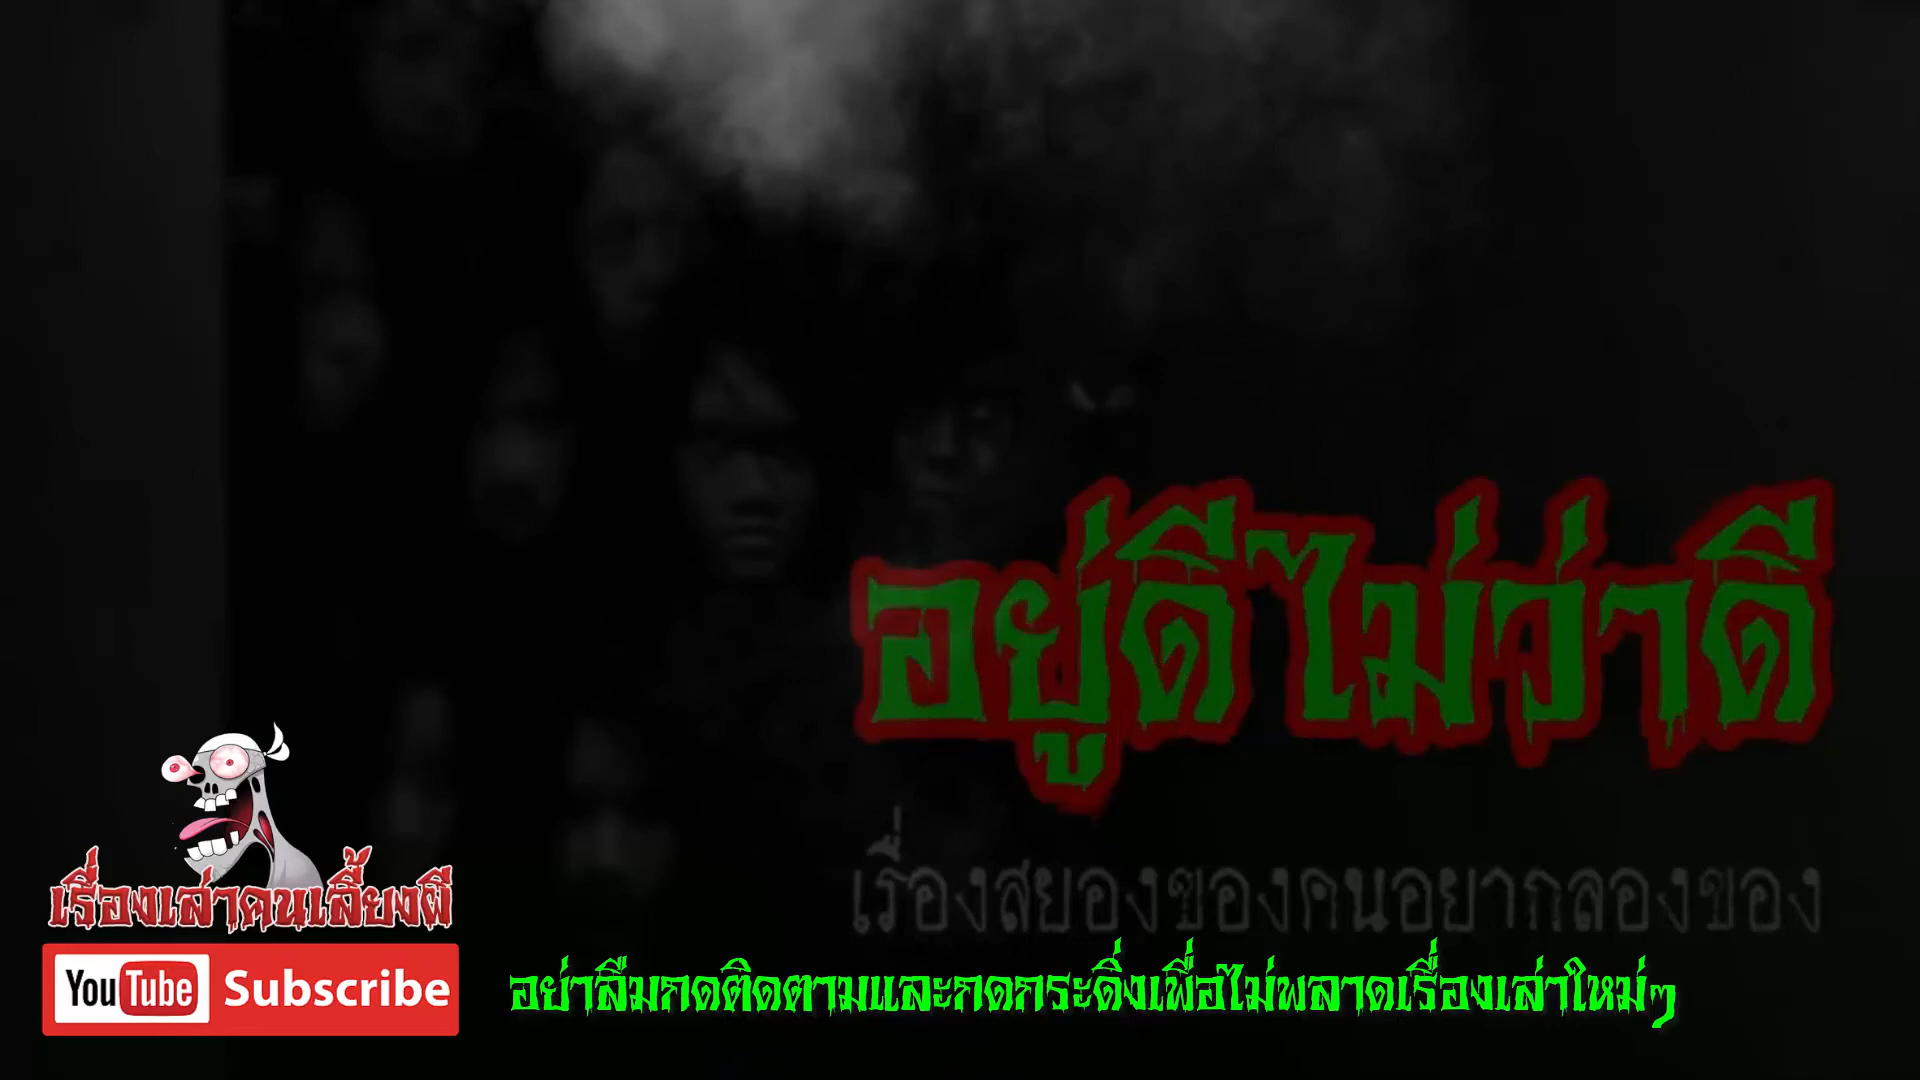 อยู่ดีไม่ว่าดี
เรื่องสยองของคนอยากลองของ
เรื่องเล่าคนเลี้ยงผี
YouTube Subscribe
อย่าลืมกดติดตามและกดกระดิ่งเพื่อไม่พลาดเรื่องเล่าใหม่ๆ